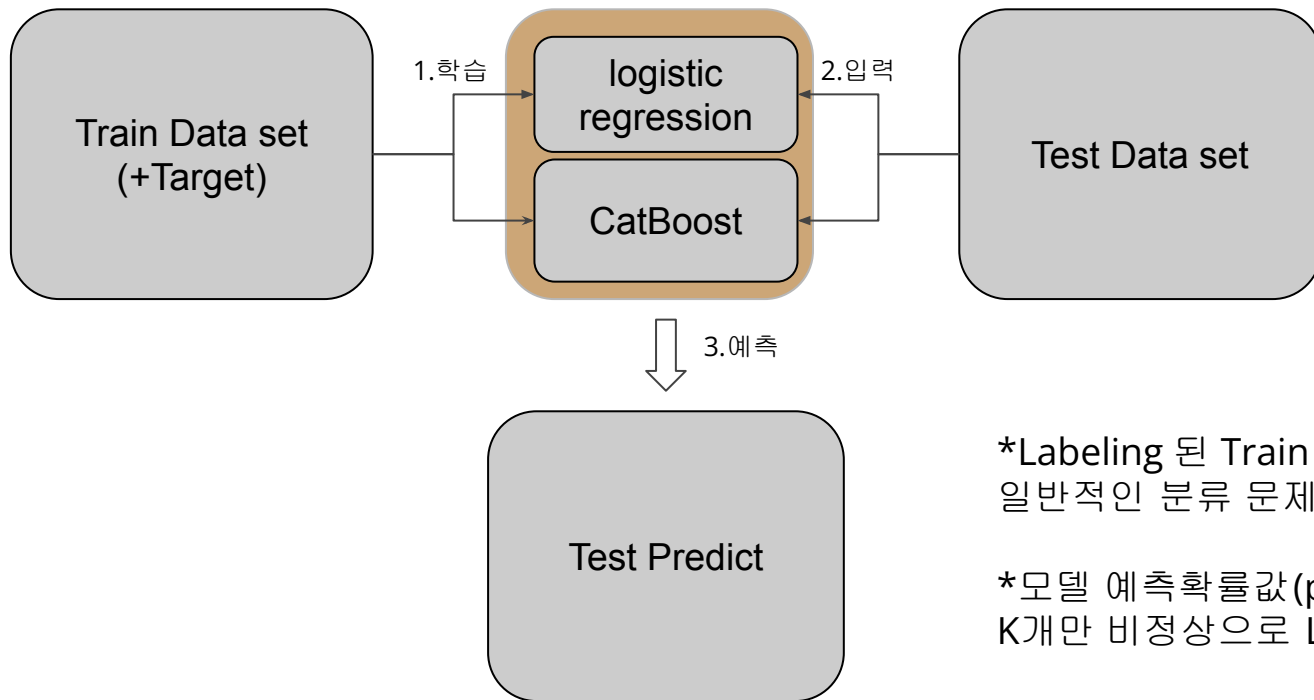 1.학습
logistic
regression
2.입력
Train Data set
(+Target)
Test Data set
CatBoost
3.예측
*Labeling 된 Train
일반적인 분류 문제
*모델 예측확률값(p
K개만 비정상으로 L
Test Predict